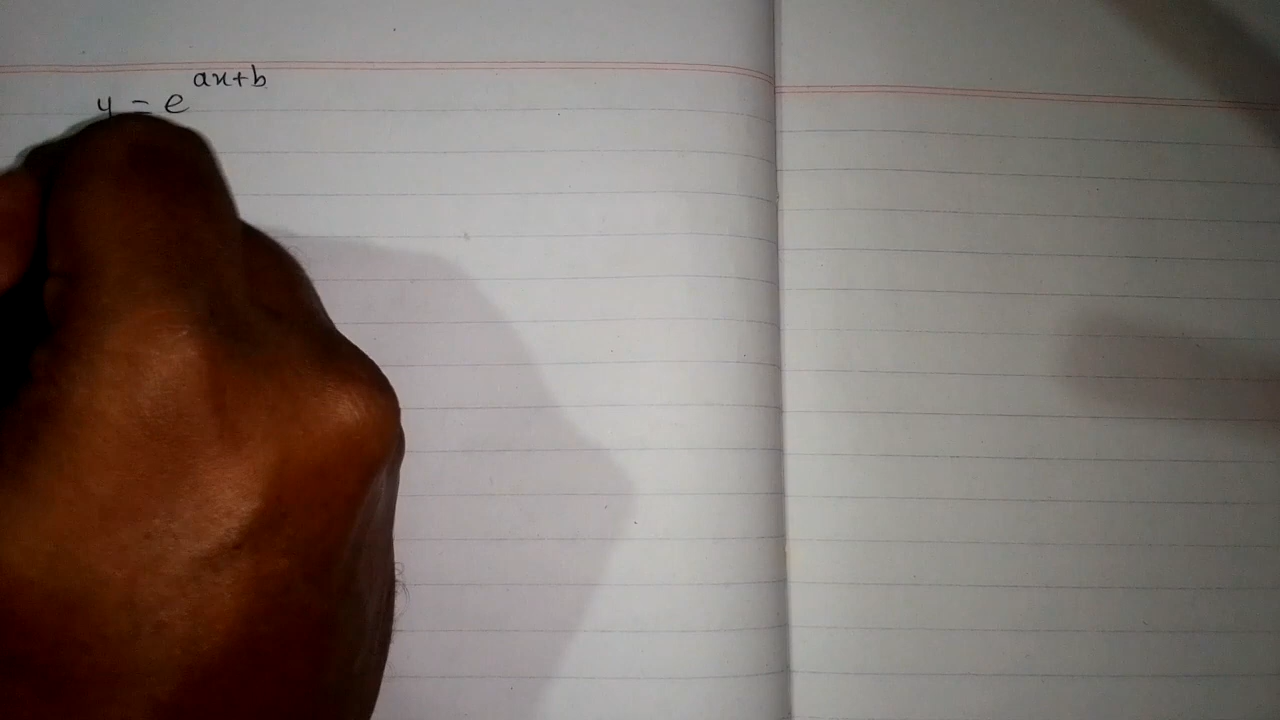 y = e^{ax+b}